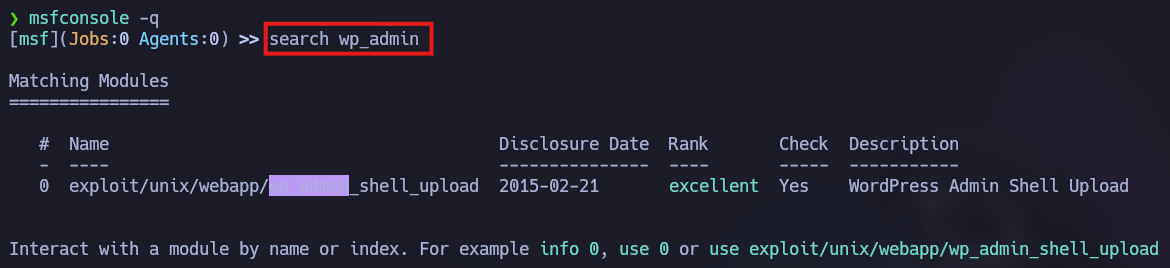 ❯ msfconsole -q
[msf](Jobs:0 Agents:0) >> search wp_admin
Matching Modules
================
# Name Disclosure Date Rank Check Description
- ---- --------------- ---- ----- -----------
0 exploit/unix/webapp/wp_admin_shell_upload 2015-02-21 excellent Yes WordPress Admin Shell Upload
Interact with a module by name or index. For example info 0, use 0 or use exploit/unix/webapp/wp_admin_shell_upload